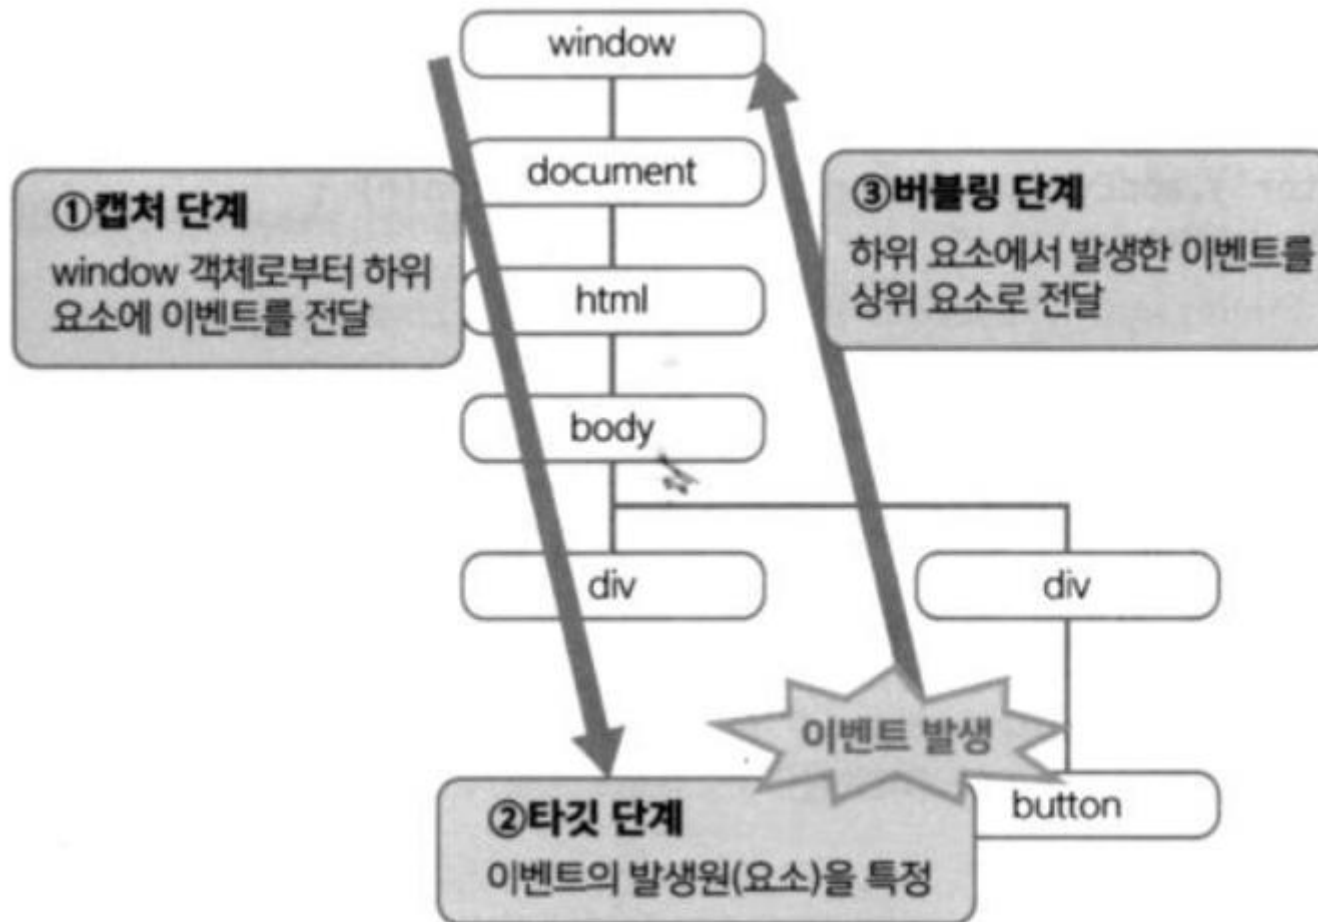 window
document
①캡처 단계
window 객체로부터 하위
요소에 이벤트를 전달
③버블링 단계
하위 요소에서 발생한 이벤트를
상위 요소로 전달
html
body
div
div
이벤트 발생
②타깃 단계
이벤트의 발생원(요소)을 특정
button